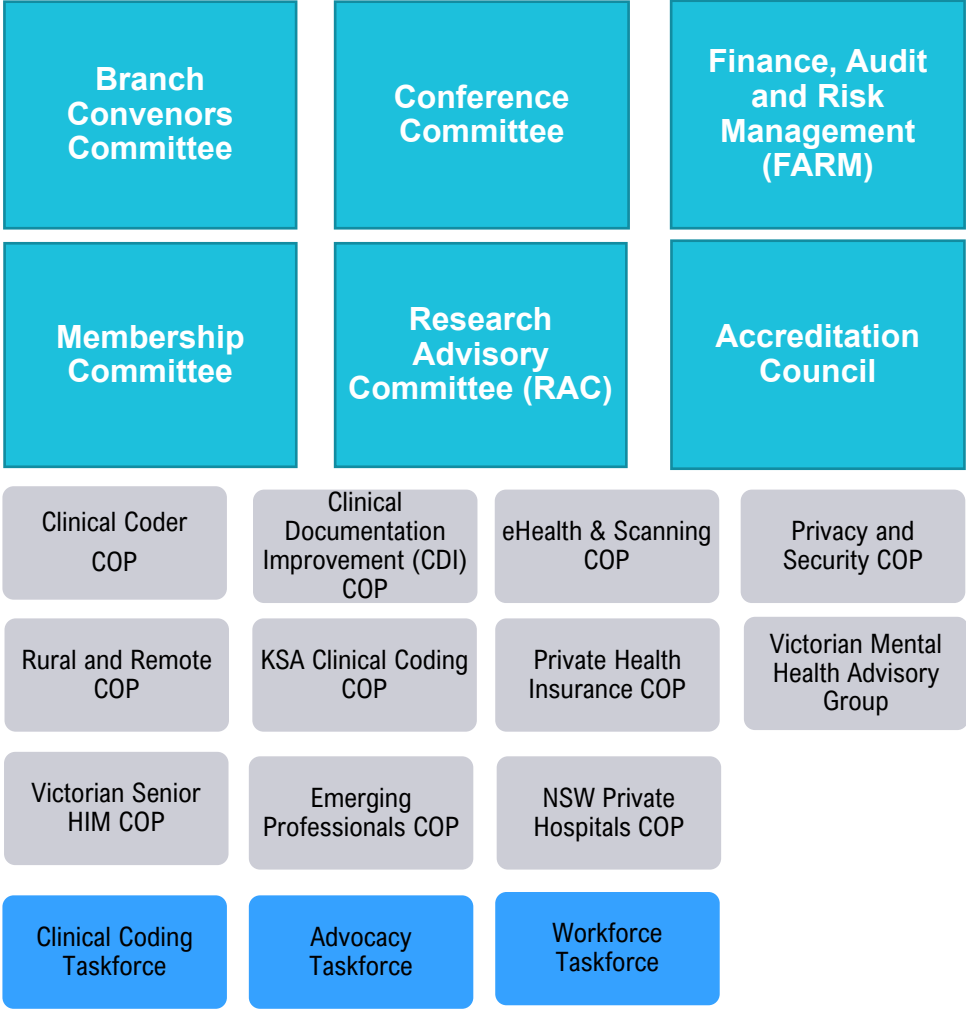 Branch
Convenors
Committee
Conference
Committee
Finance, Audit
and Risk
Management
(FARM)
Membership
Committee
Research
Advisory
Committee (RAC)
Accreditation
Council
Clinical Coder
COP
Clinical
Documentation
Improvement (CDI)
COP
eHealth & Scanning
COP
Privacy and
Security COP
Rural and Remote
COP
KSA Clinical Coding
COP
Private Health
Insurance COP
Victorian Mental
Health Advisory
Group
Victorian Senior
HIM COP
Emerging
Professionals COP
NSW Private
Hospitals COP
Clinical Coding
Taskforce
Advocacy
Taskforce
Workforce
Taskforce